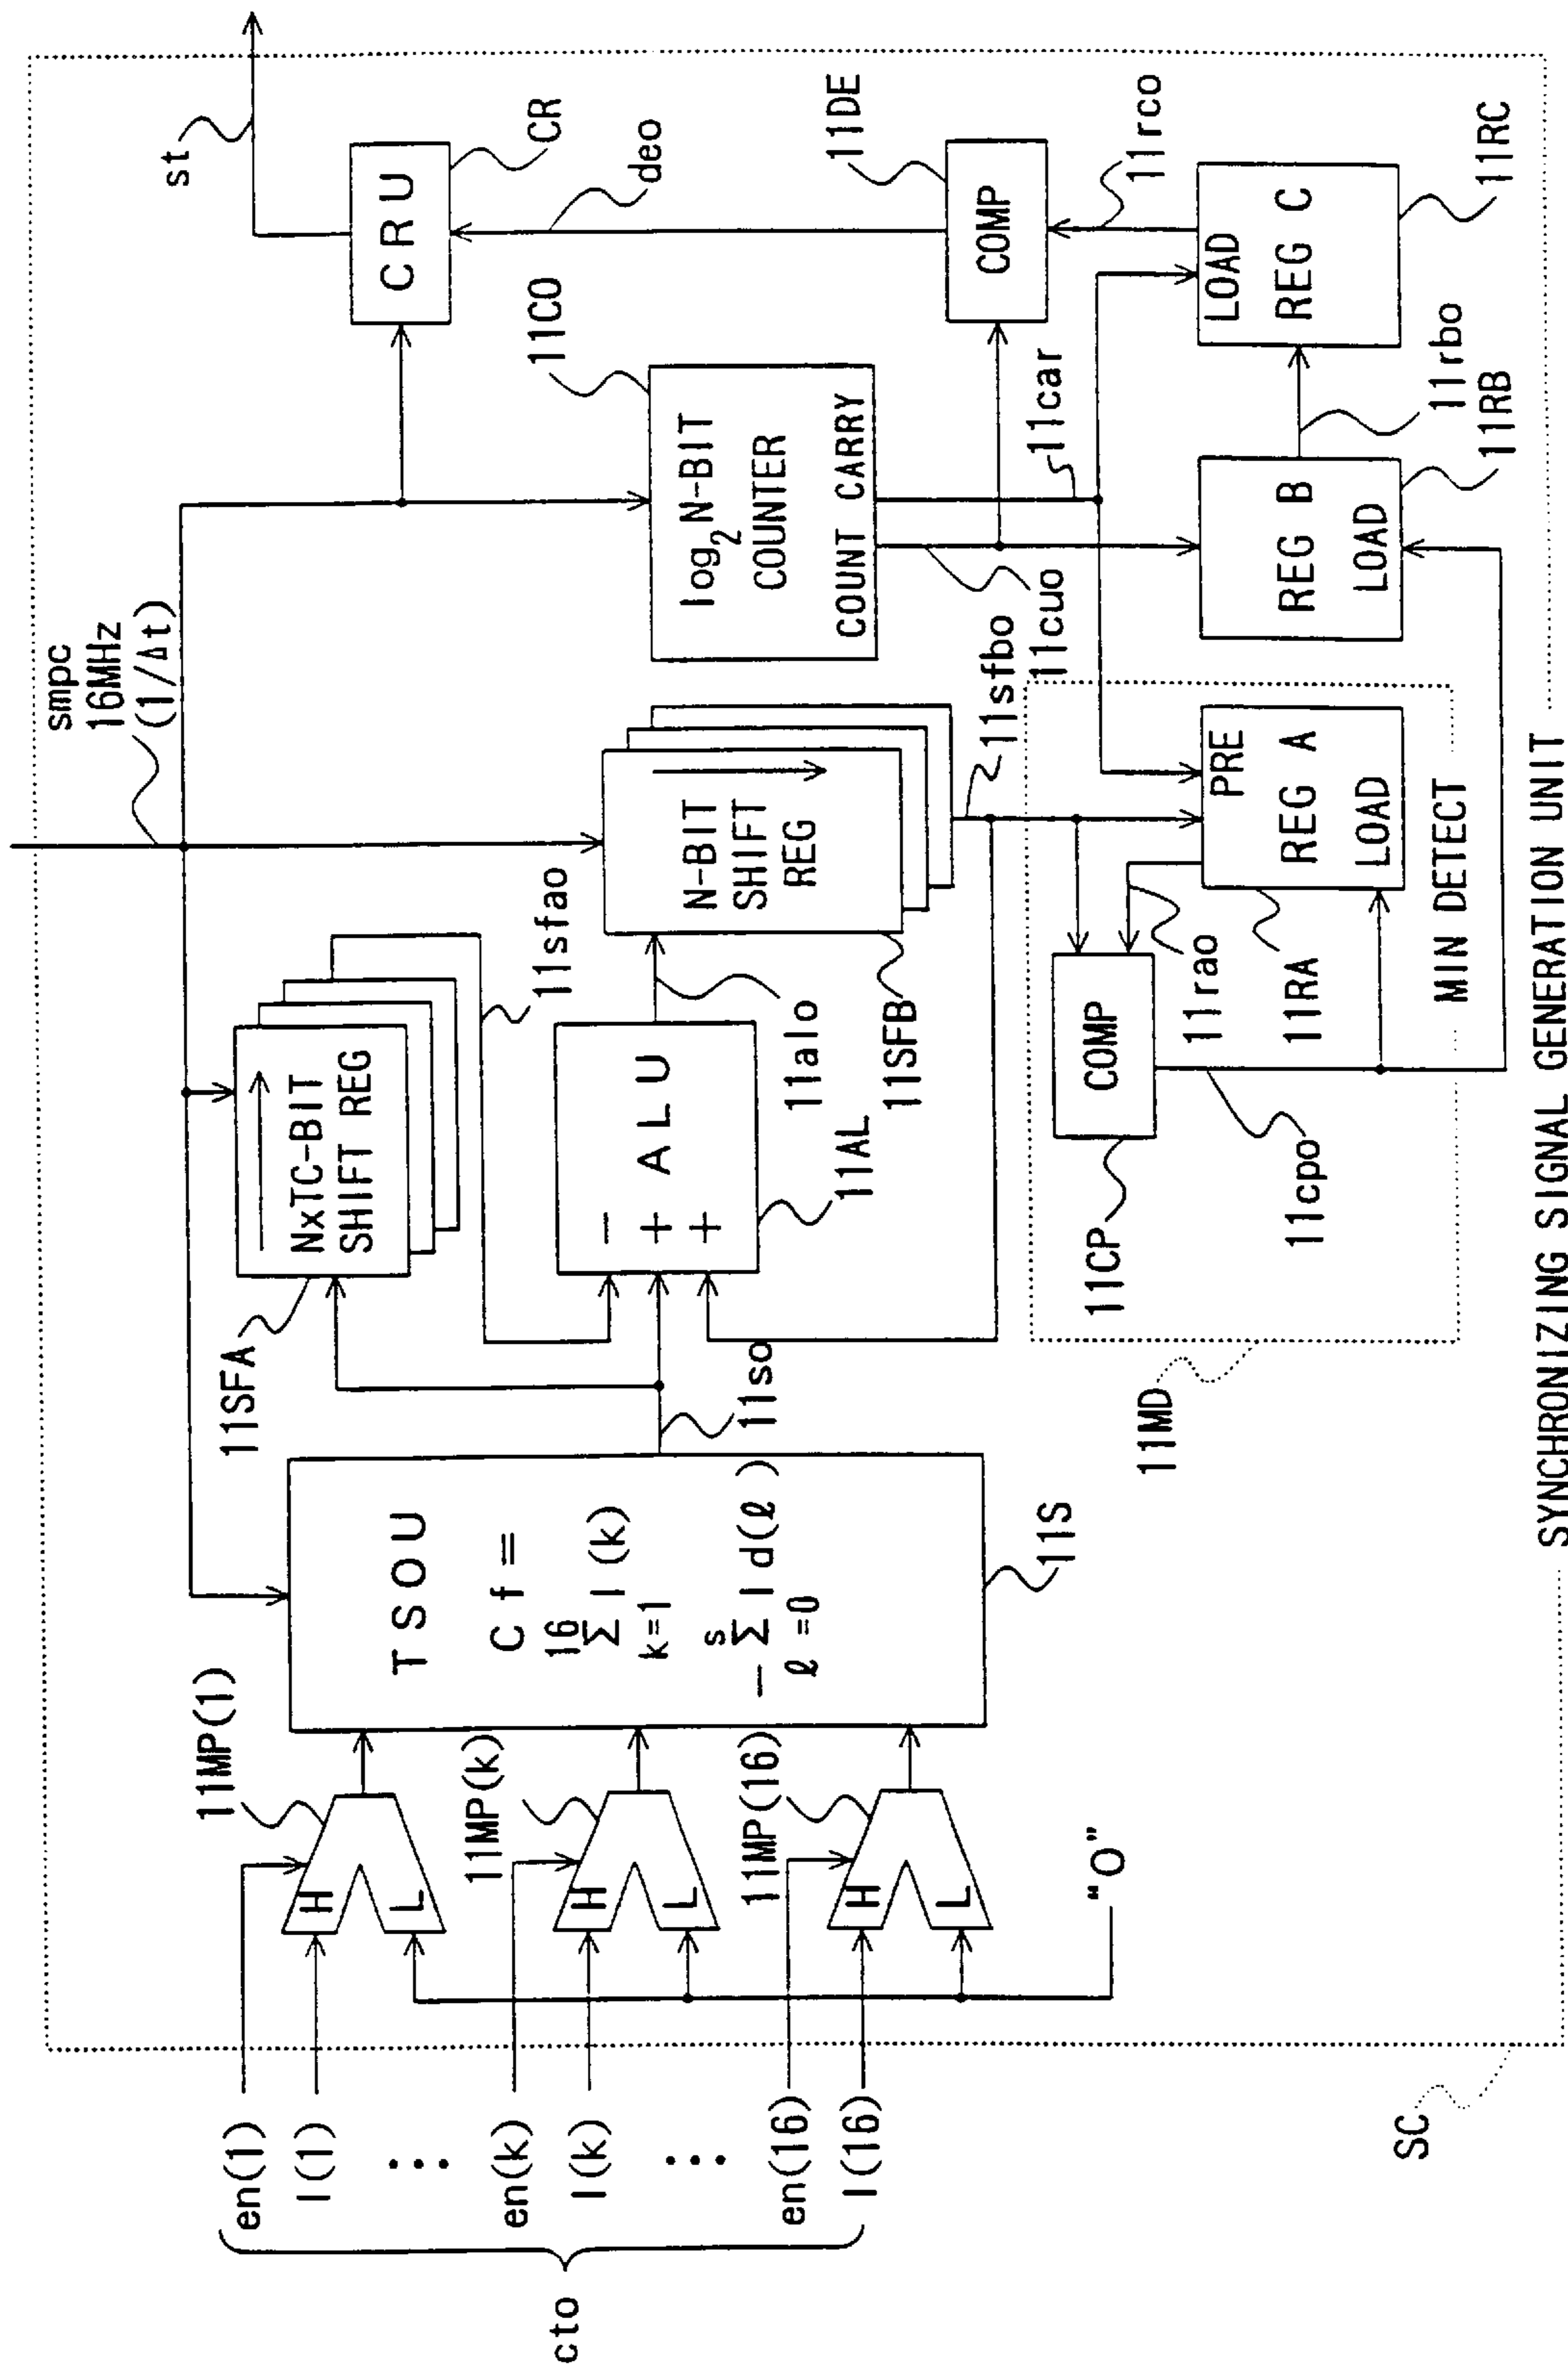 smpc
16MHz
(1/Δt)
st
CRU
CR
deo
11CO
log2N-BIT
COUNTER
COUNT CARRY
11DE
COMP
11rco
LOAD
REG C
11RC
11car
11cuo
REG B
LOAD
11rbo
11RB
11SFA
NxTC-BIT
SHIFT REG
11sfao
N-BIT
SHIFT
REG
11SFB
11sfbo
− 
+ ALU
+
11alo
11AL
11so
PRE
REG A
LOAD
11rao
11RA
COMP
11CP
11cpo
MIN DETECT
11MD
TSOU
Cf=
16
Σ I(k)
k=1
s
−Σ Id(ℓ)
ℓ=0
11S
11MP(1)
H
L
11MP(k)
H
L
11MP(16)
H
L
"0"
en(1)
I(1)
⋮
en(k)
I(k)
⋮
en(16)
I(16)
cto
SC
SYNCHRONIZING SIGNAL GENERATION UNIT